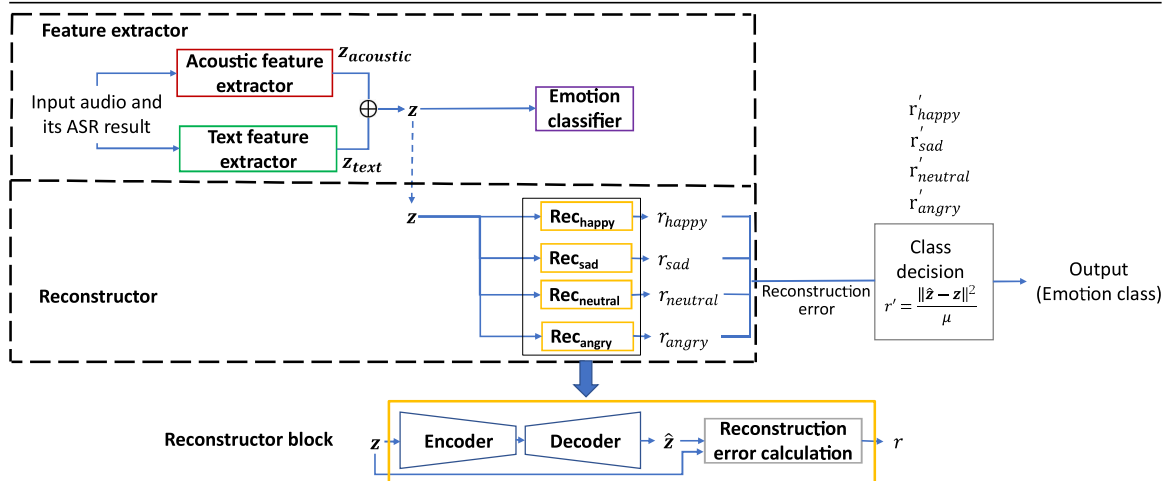 Feature extractor
Acoustic feature
extractor
z_acoustic
Input audio and
its ASR result
⊕
z
Emotion
classifier
Text feature
extractor
z_text
r'_happy
r'_sad
r'_neutral
r'_angry
z
Rec_happy
r_happy
Rec_sad
r_sad
Reconstructor
Rec_neutral
r_neutral
Rec_angry
r_angry
Reconstruction
error
Class
decision
r' = ‖ẑ − z‖² / μ
Output
(Emotion class)
Reconstructor block
z
Encoder
Decoder
ẑ
Reconstruction
error calculation
r